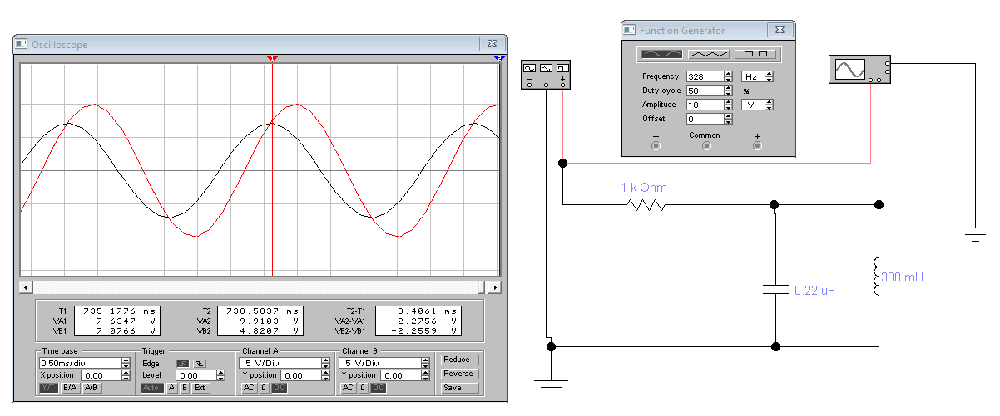 Oscilloscope
1
2
T1 735.1776 ms T2 738.5837 ms T2-T1 3.4061 ms
VA1 7.6347 V VA2 9.9103 V VA2-VA1 2.2756 V
VB1 7.0766 V VB2 4.8207 V VB2-VB1 -2.2559 V
Time base Trigger Channel A Channel B
0.50ms/div Edge 5 V/Div 5 V/Div Reduce
X position 0.00 Level 0.00 Y position 0.00 Y position 0.00 Reverse
Y/T B/A A/B Auto A B Ext AC 0 DC AC 0 DC Save
Function Generator
Frequency 328 Hz
Duty cycle 50 %
Amplitude 10 V
Offset 0
− Common +
− +
1 k Ohm
0.22 uF
330 mH